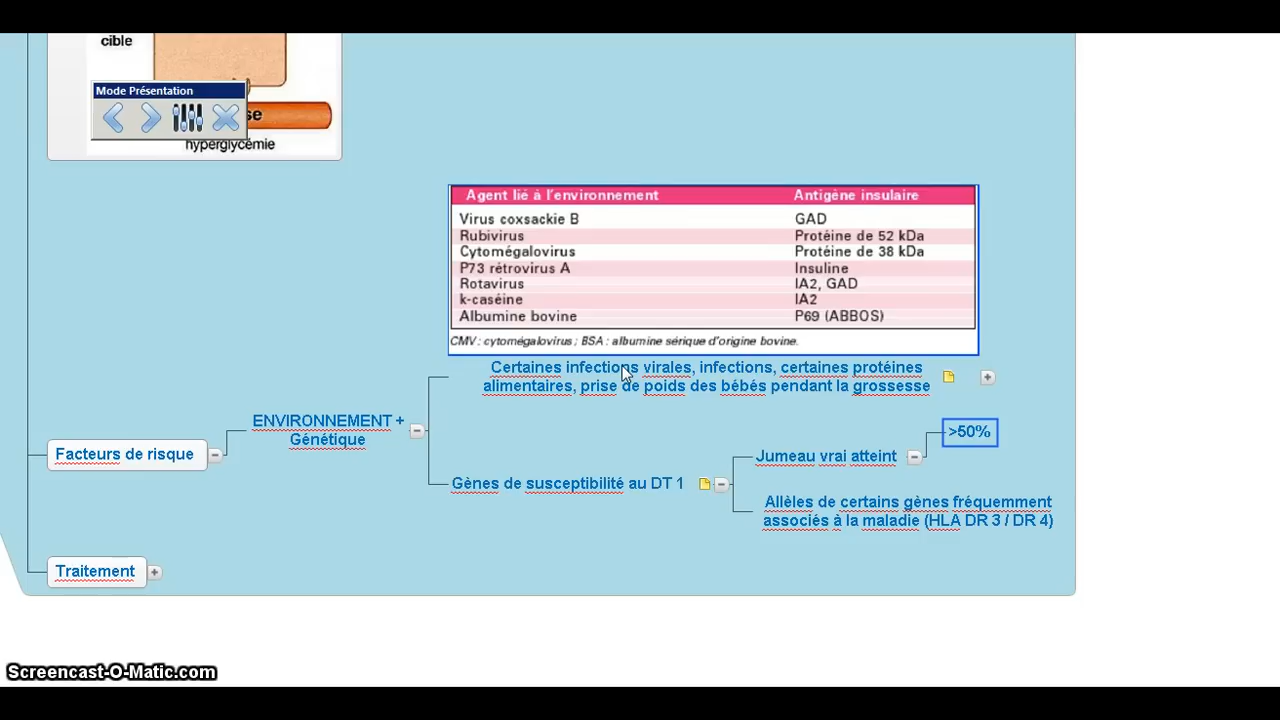 cible
Mode Présentation
se
hyperglycémie
Agent lié à l'environnement Antigène insulaire
Virus coxsackie B GAD
Rubivirus Protéine de 52 kDa
Cytomégalovirus Protéine de 38 kDa
P73 rétrovirus A Insuline
Rotavirus IA2, GAD
k-caséine IA2
Albumine bovine P69 (ABBOS)
CMV : cytomégalovirus ; BSA : albumine sérique d'origine bovine.
Certaines infections virales, infections, certaines protéines
alimentaires, prise de poids des bébés pendant la grossesse
ENVIRONNEMENT +
Génétique
>50%
Facteurs de risque
Jumeau vrai atteint
Gènes de susceptibilité au DT 1
Allèles de certains gènes fréquemment
associés à la maladie (HLA DR 3 / DR 4)
Traitement
Screencast-O-Matic.com